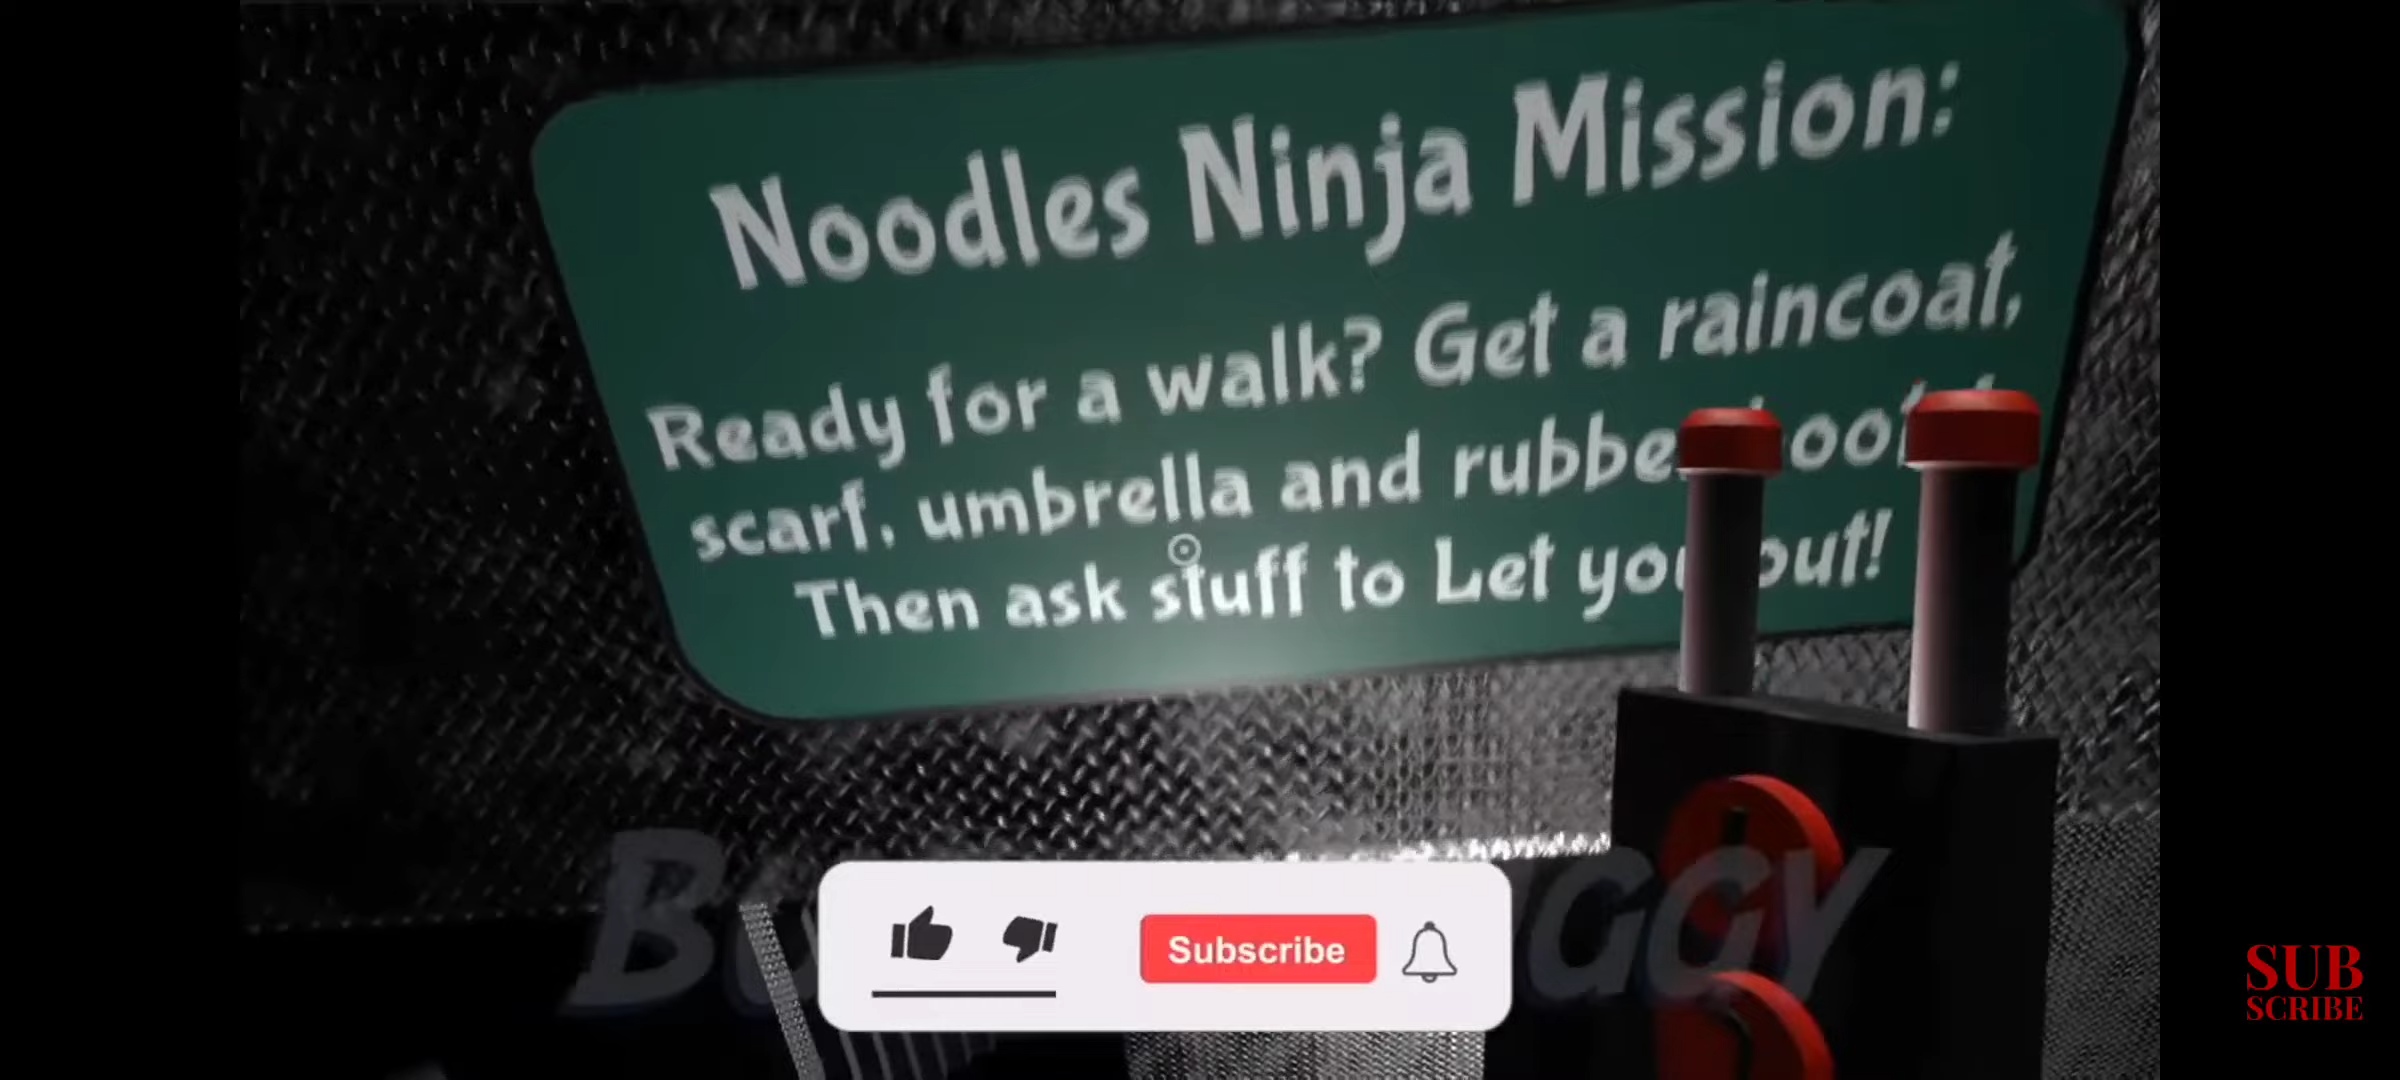 Noodles Ninja Mission:
Ready for a walk? Get a raincoat,
scarf, umbrella and
Then ask stuff to Let out!
Subscribe
SUB
SCRIBE